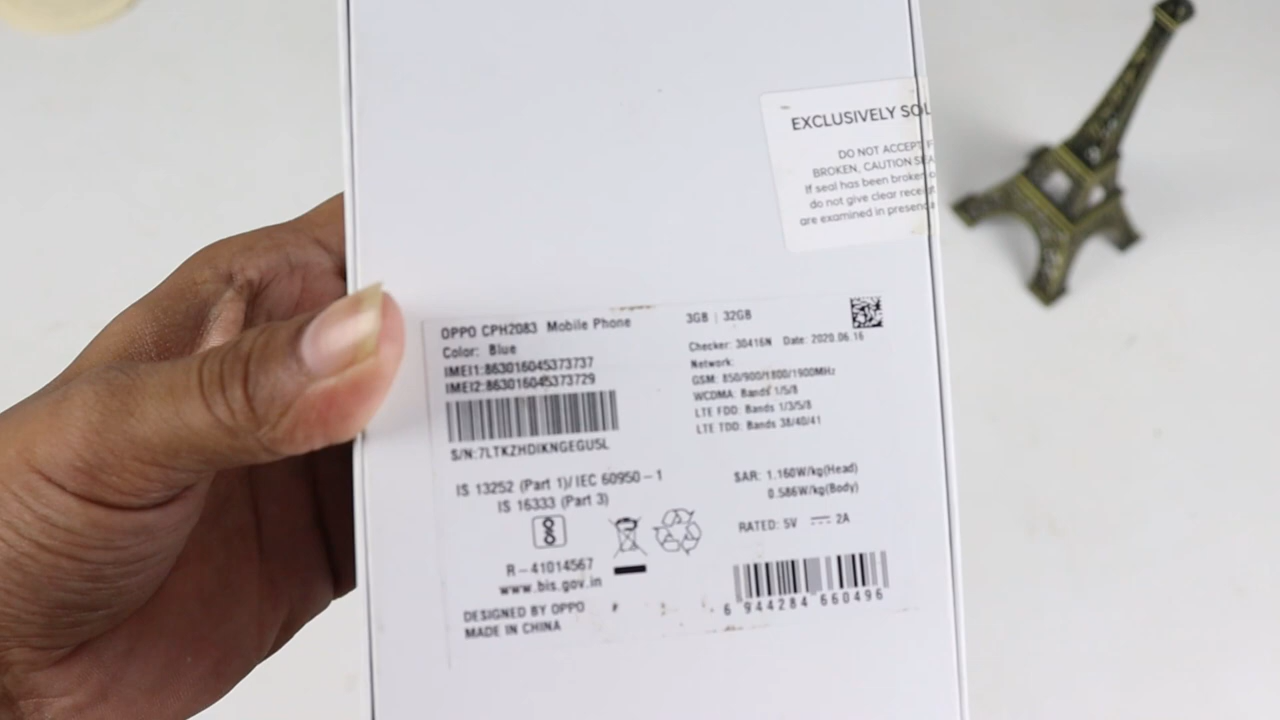 EXCLUSIVELY
DO NOT ACCEPT
BROKEN, CAUTION
If seal has been
do not give clear
are examined in
OPPO CPH2083 Mobile Phone
Color: Blue
IMEI1:863016045373737
IMEI2:863016045373729
S/N:7LTKZHDIKNGEGU5L
IS 13252 (Part 1)/ IEC 60950-1
IS 16333 (Part 3)
R-41014567
www.bis.gov.in
DESIGNED BY OPPO
MADE IN CHINA
3GB | 32GB
Checker: 30416N Date: 2020.06.16
Network:
GSM: 850/900/1800/1900MHz
WCDMA: Bands 1/5/8
LTE FDD: Bands 1/3/5/8
LTE TDD: Bands 38/40/41
SAR: 1.160W/kg(Head)
0.586W/kg(Body)
RATED: 5V ⎓ 2A
6 944284 660496